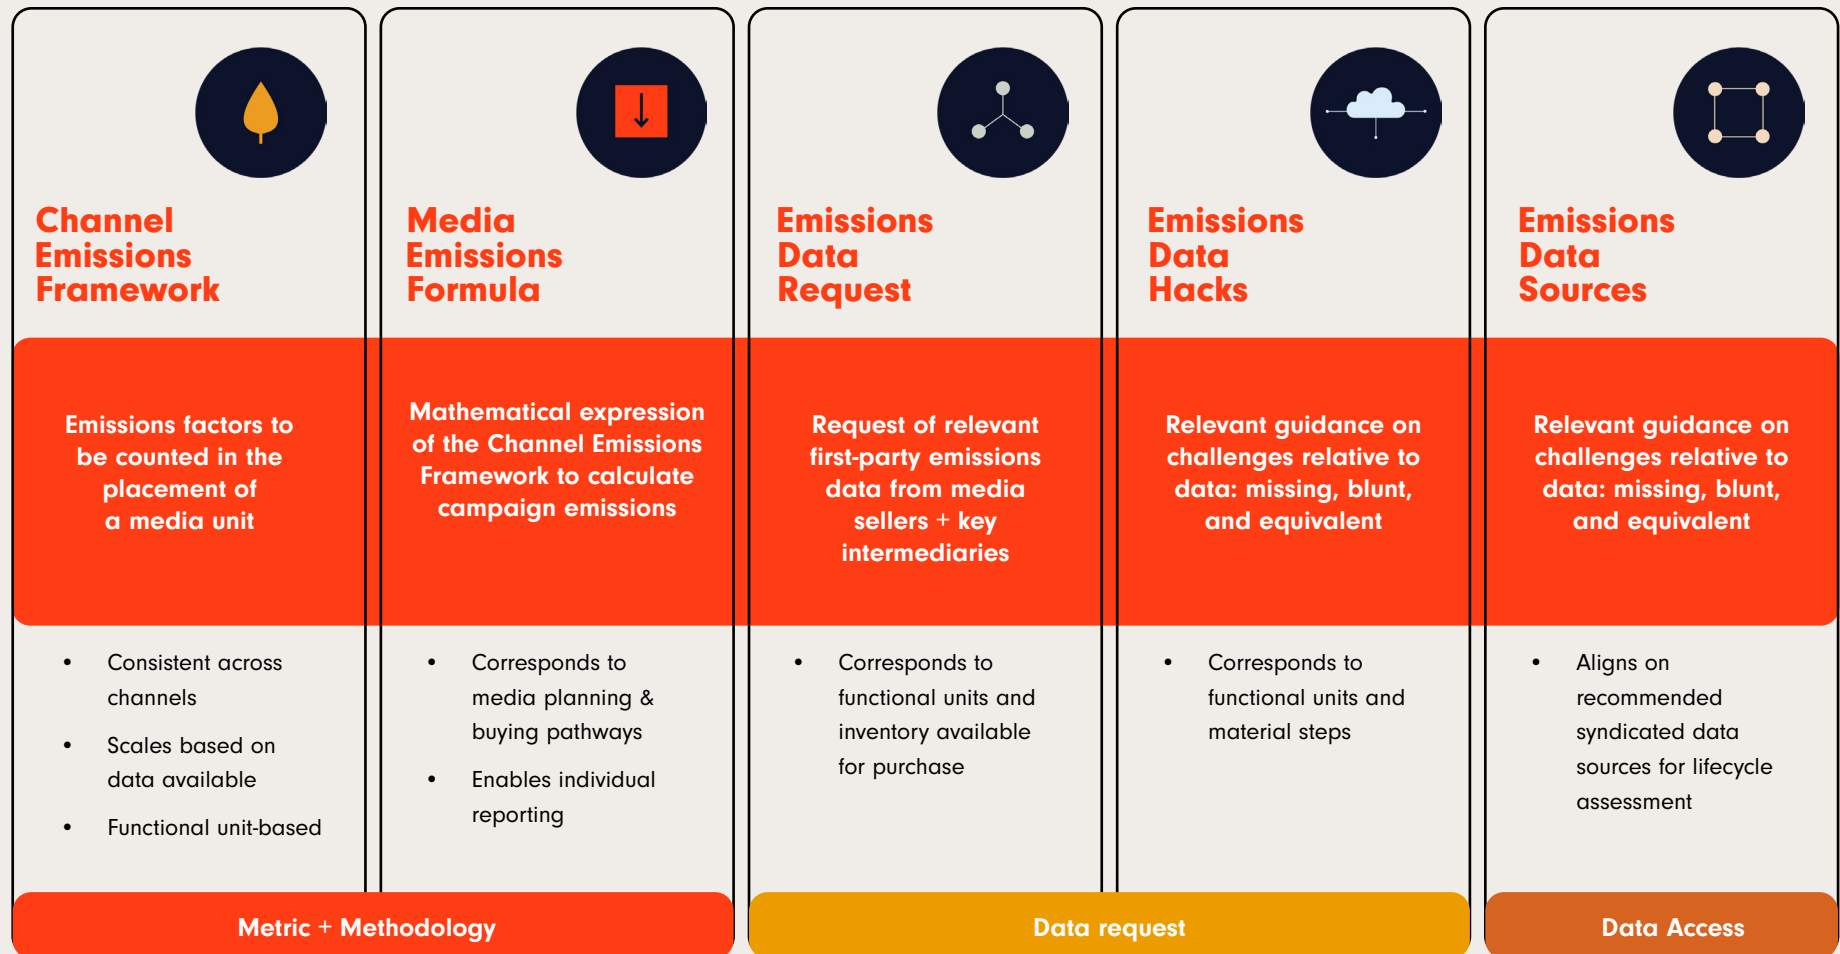 Channel
Emissions
Framework
Media
Emissions
Formula
Emissions
Data
Request
Emissions
Data
Hacks
Emissions
Data
Sources
Emissions factors to
be counted in the
placement of
a media unit
Mathematical expression
of the Channel Emissions
Framework to calculate
campaign emissions
Request of relevant
first-party emissions
data from media
sellers + key
intermediaries
Relevant guidance on
challenges relative to
data: missing, blunt,
and equivalent
Relevant guidance on
challenges relative to
data: missing, blunt,
and equivalent
• Consistent across
channels
• Scales based on
data available
• Functional unit-based
• Corresponds to
media planning &
buying pathways
• Enables individual
reporting
• Corresponds to
functional units and
inventory available
for purchase
• Corresponds to
functional units and
material steps
• Aligns on
recommended
syndicated data
sources for lifecycle
assessment
Metric + Methodology
Data request
Data Access